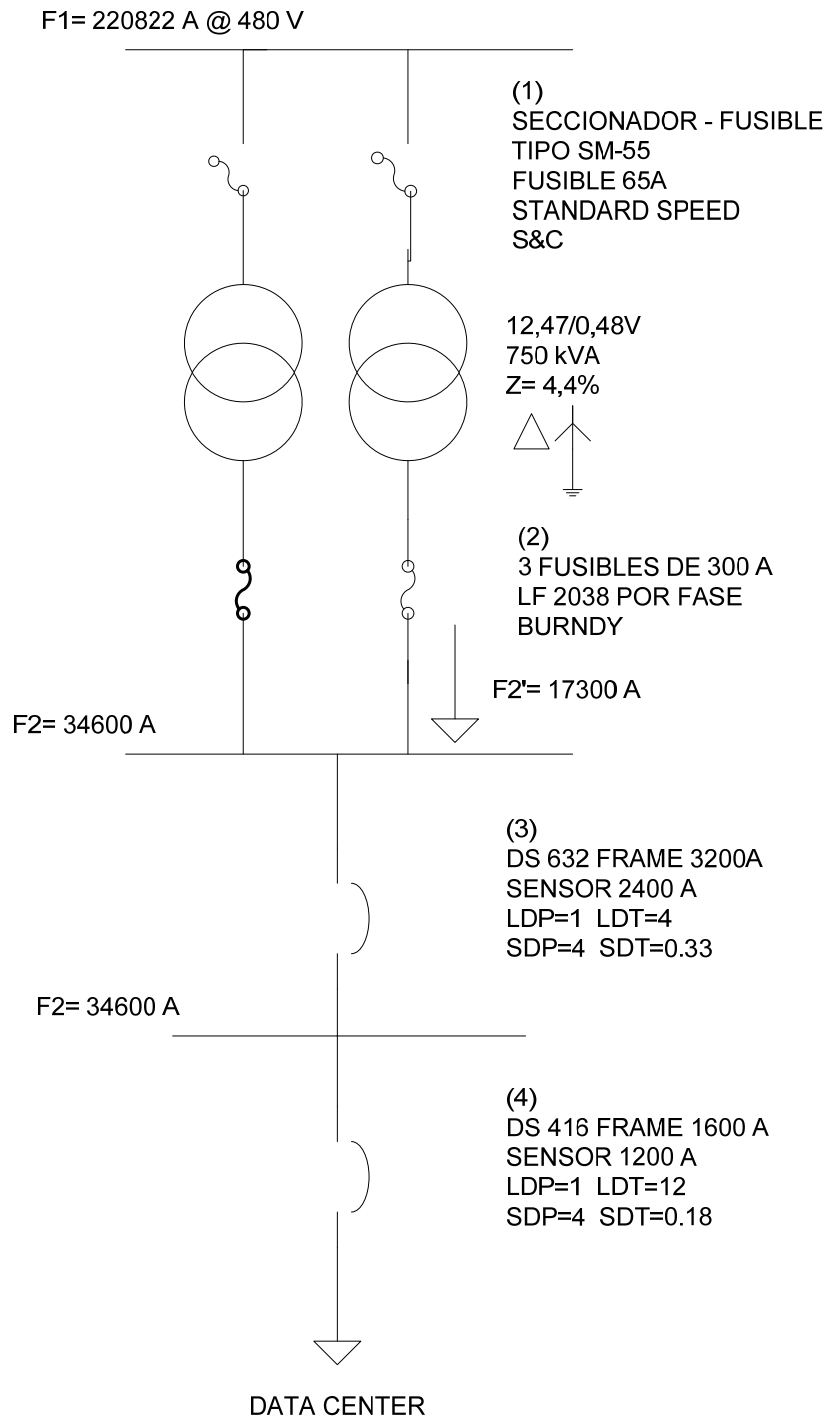 F1= 220822 A @ 480 V
(1)
SECCIONADOR - FUSIBLE
TIPO SM-55
FUSIBLE 65A
STANDARD SPEED
S&C
12,47/0,48V
750 kVA
Z= 4,4%
(2)
3 FUSIBLES DE 300 A
LF 2038 POR FASE
BURNDY
F2'= 17300 A
F2= 34600 A
(3)
DS 632 FRAME 3200A
SENSOR 2400 A
LDP=1 LDT=4
SDP=4 SDT=0.33
F2= 34600 A
(4)
DS 416 FRAME 1600 A
SENSOR 1200 A
LDP=1 LDT=12
SDP=4 SDT=0.18
DATA CENTER